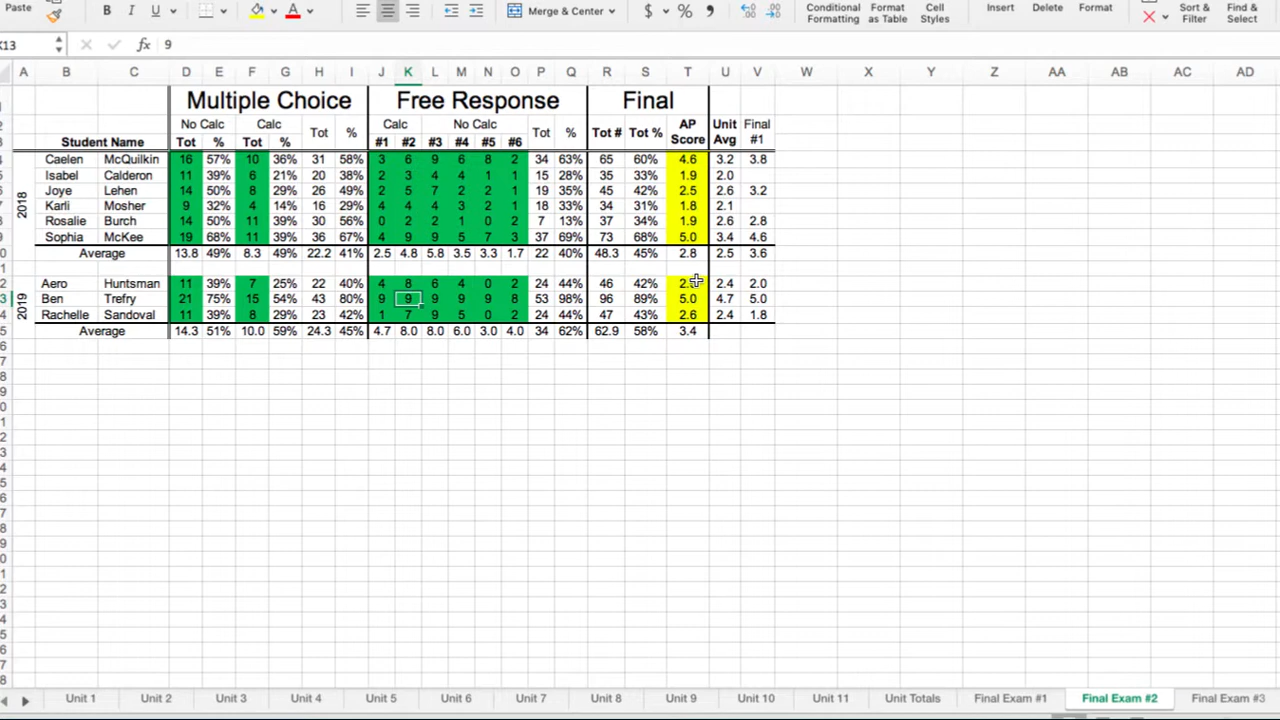 Paste B I U A Merge & Center $ % , Conditional Formatting Format as Table Cell Styles Insert Delete Format Sort & Filter Find & Select
K13 fx 9
A B C D E F G H I J K L M N O P Q R S T U V W X Y Z AA AB AC AD
Multiple Choice Free Response Final
No Calc Calc Tot % Calc No Calc Tot % Tot # Tot % AP Score Unit Avg Final #1
Student Name Tot % Tot % #1 #2 #3 #4 #5 #6
2018
Caelen McQuilkin 16 57% 10 36% 31 58% 3 6 9 6 8 2 34 63% 65 60% 4.6 3.2 3.8
Isabel Calderon 11 39% 6 21% 20 38% 2 3 4 4 1 1 15 28% 35 33% 1.9 2.0
Joye Lehen 14 50% 8 29% 26 49% 2 5 7 2 2 1 19 35% 45 42% 2.5 2.6 3.2
Karli Mosher 9 32% 4 14% 16 29% 4 4 4 3 2 1 18 33% 34 31% 1.8 2.1
Rosalie Burch 14 50% 11 39% 30 56% 0 2 2 1 0 2 7 13% 37 34% 1.9 2.6 2.8
Sophia McKee 19 68% 11 39% 36 67% 4 9 9 5 7 3 37 69% 73 68% 5.0 3.4 4.6
Average 13.8 49% 8.3 49% 22.2 41% 2.5 4.8 5.8 3.5 3.3 1.7 22 40% 48.3 45% 2.8 2.5 3.6
2019
Aero Huntsman 11 39% 7 25% 22 40% 4 8 6 4 0 2 24 44% 46 42% 2.4 2.0
Ben Trefry 21 75% 15 54% 43 80% 9 9 9 9 9 8 53 98% 96 89% 5.0 4.7 5.0
Rachelle Sandoval 11 39% 8 29% 23 42% 1 7 9 5 0 2 24 44% 47 43% 2.6 2.4 1.8
Average 14.3 51% 10.0 59% 24.3 45% 4.7 8.0 8.0 6.0 3.0 4.0 34 62% 62.9 58% 3.4
Unit 1 Unit 2 Unit 3 Unit 4 Unit 5 Unit 6 Unit 7 Unit 8 Unit 9 Unit 10 Unit 11 Unit Totals Final Exam #1 Final Exam #2 Final Exam #3